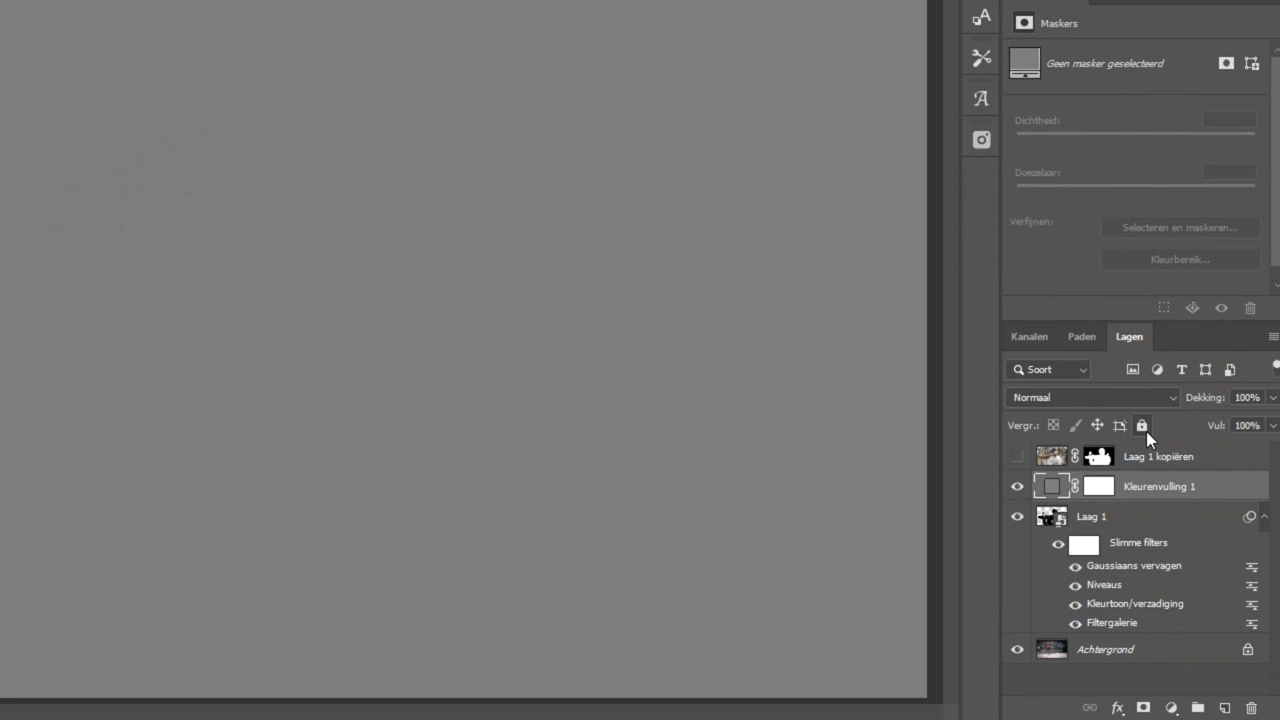 Maskers
Geen masker geselecteerd
Dichtheid:
Doezelaar:
Verfijnen:
Selecteren en maskeren...
Kleurbereik...
Kanalen Paden Lagen
Soort
Normaal Dekking: 100%
Vergr.: Vul: 100%
Laag 1 kopiëren
Kleurenvulling 1
Laag 1
Slimme filters
Gaussiaans vervagen
Niveaus
Kleurtoon/verzadiging
Filtergalerie
Achtergrond
fx